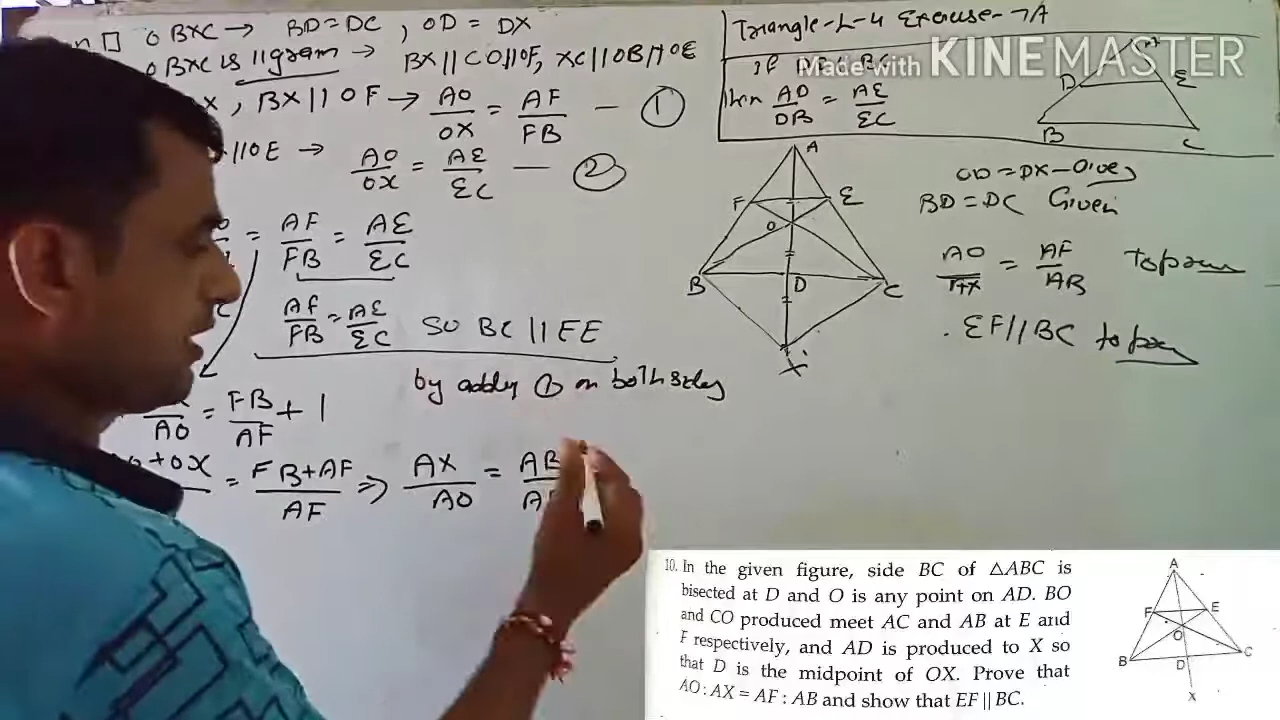 ▢ OBXC → BD=DC , OD = DX
OBXC is 11gram → BX || CO || OF, XC || OB || OE
X , BX || OF → AO/OX = AF/FB — ①
||OE → AO/OX = AE/EC — ②
= AF/FB = AE/EC
AF/FB = AE/EC SO BC || FE
by addy ① on both sides
AO = FB/AF + 1
+OX = FB+AF/AF ⇒ AX/AO = AB
Triangle-L-4 Exercise-7A
If
then AD/DB = AE/EC
D E
B C
Made with KINEMASTER
A
F E
O
B D C
X
OD = DX - Given
BD = DC Given
AO = AF/AB to prove
. EF || BC to prove
10. In the given figure, side BC of △ABC is
bisected at D and O is any point on AD. BO
and CO produced meet AC and AB at E and
F respectively, and AD is produced to X so
that D is the midpoint of OX. Prove that
AO : AX = AF : AB and show that EF || BC.
A
F E
O
B D C
X